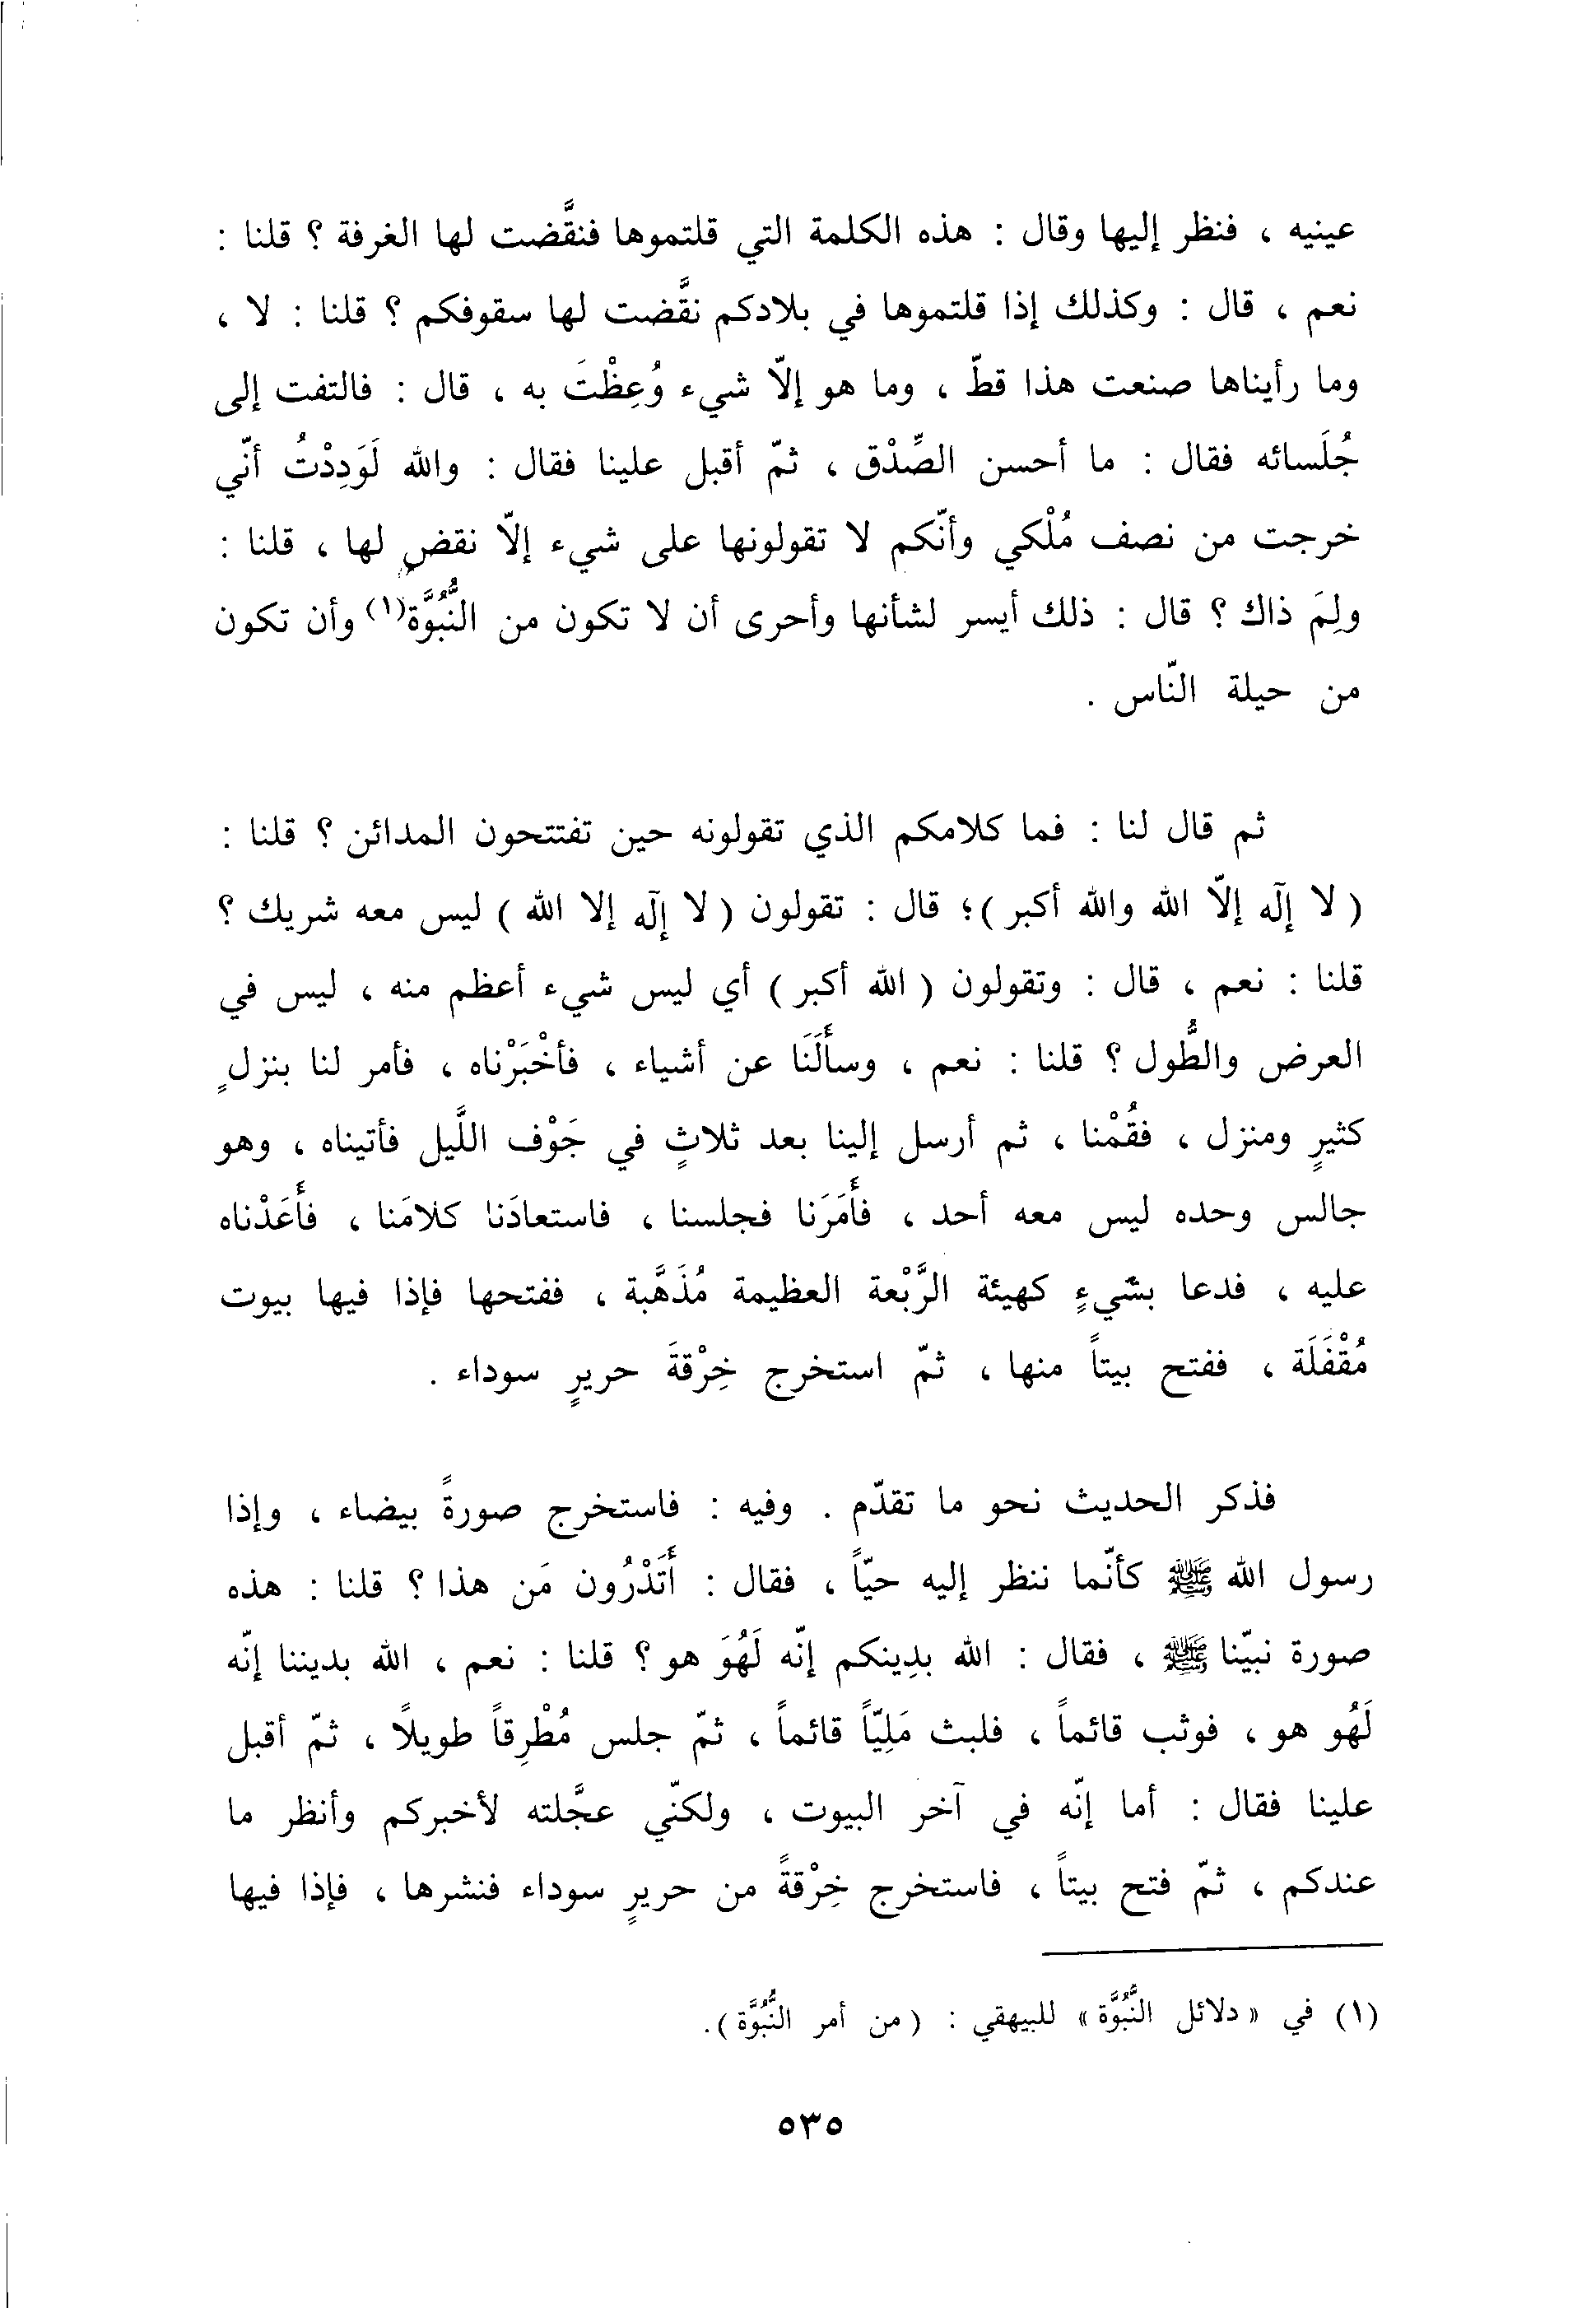 عينيه ، فنظر إليها وقال : هذه الكلمة التي قلتموها فنقَّضت لها الغرفة ؟ قلنا :
نعم ، قال : وكذلك إذا قلتموها في بلادكم نقَّضت لها سقوفكم ؟ قلنا : لا ،
وما رأيناها صنعت هذا قطّ ، وما هو إلّا شيء وُعِظْتَ به ، قال : فالتفت إلى
جُلَسائه فقال : ما أحسن الصِّدْق ، ثمّ أقبل علينا فقال : والله لَوَدِدْتُ أنّي
خرجت من نصف مُلْكي وأنّكم لا تقولونها على شيء إلّا نقض لها ، قلنا :
ولِمَ ذاك ؟ قال : ذلك أيسر لشأنها وأحرى أن لا تكون من النُّبُوَّة(١) وأن تكون
من حيلة النّاس .
ثم قال لنا : فما كلامكم الذي تقولونه حين تفتتحون المدائن ؟ قلنا :
( لا إلٓه إلّا الله والله أكبر )؛ قال : تقولون ( لا إلٓه إلا الله ) ليس معه شريك ؟
قلنا : نعم ، قال : وتقولون ( الله أكبر ) أي ليس شيء أعظم منه ، ليس في
العرض والطُّول ؟ قلنا : نعم ، وسأَلَنَا عن أشياء ، فأخْبَرْناه ، فأمر لنا بنزلٍ
كثيرٍ ومنزل ، فقُمْنا ، ثم أرسل إلينا بعد ثلاثٍ في جَوْف اللَّيل فأتيناه ، وهو
جالس وحده ليس معه أحد ، فأَمَرَنا فجلسنا ، فاستعادَنا كلامَنا ، فأَعَدْناه
عليه ، فدعا بشيءٍ كهيئة الرَّبْعة العظيمة مُذَهَّبة ، ففتحها فإذا فيها بيوت
مُقْفَلَة ، ففتح بيتاً منها ، ثمّ استخرج خِرْقةَ حريرٍ سوداء .
فذكر الحديث نحو ما تقدّم . وفيه : فاستخرج صورةً بيضاء ، وإذا
رسول الله ﷺ كأنّما ننظر إليه حيّاً ، فقال : أَتَدْرُون مَن هذا ؟ قلنا : هذه
صورة نبيّنا ﷺ ، فقال : الله بدِينكم إنّه لَهُوَ هو ؟ قلنا : نعم ، الله بديننا إنّه
لَهُو هو ، فوثب قائماً ، فلبث مَلِيّاً قائماً ، ثمّ جلس مُطْرِقاً طويلًا ، ثمّ أقبل
علينا فقال : أما إنّه في آخر البيوت ، ولكنّي عجَّلته لأخبركم وأنظر ما
عندكم ، ثمّ فتح بيتاً ، فاستخرج خِرْقةً من حريرٍ سوداء فنشرها ، فإذا فيها
(١) في « دلائل النُّبُوَّة » للبيهقي : ( من أمر النُّبُوَّة ).
٥٣٥